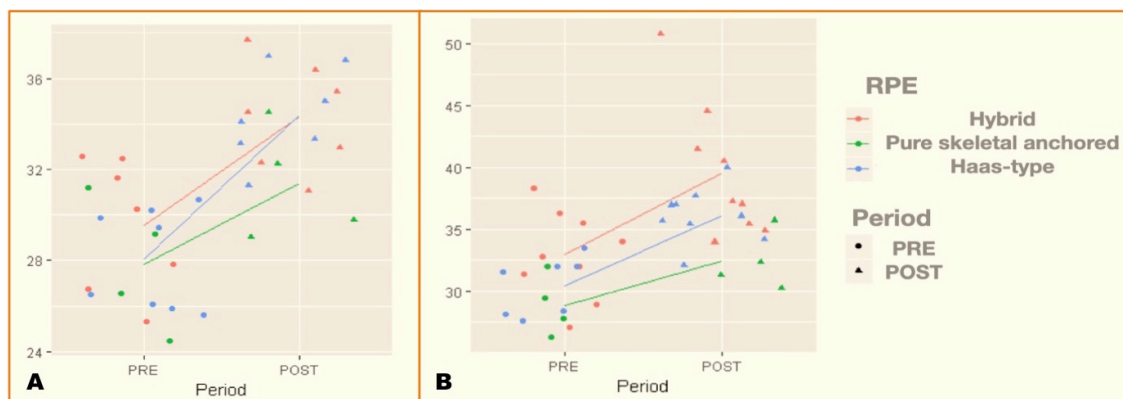 36
32
28
24
PRE
POST
Period
A
50
45
40
35
30
PRE
POST
Period
B
RPE
Hybrid
Pure skeletal anchored
Haas-type
Period
PRE
POST